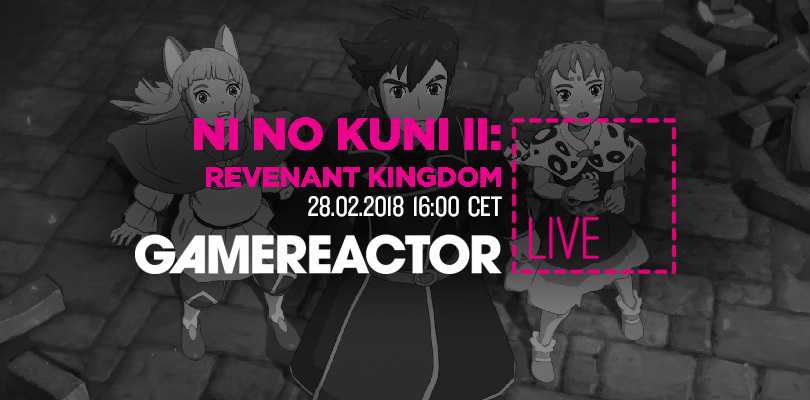 NI NO KUNI II:
REVENANT KINGDOM
28.02.2018 16:00 CET
GAMEREACTOR
LIVE